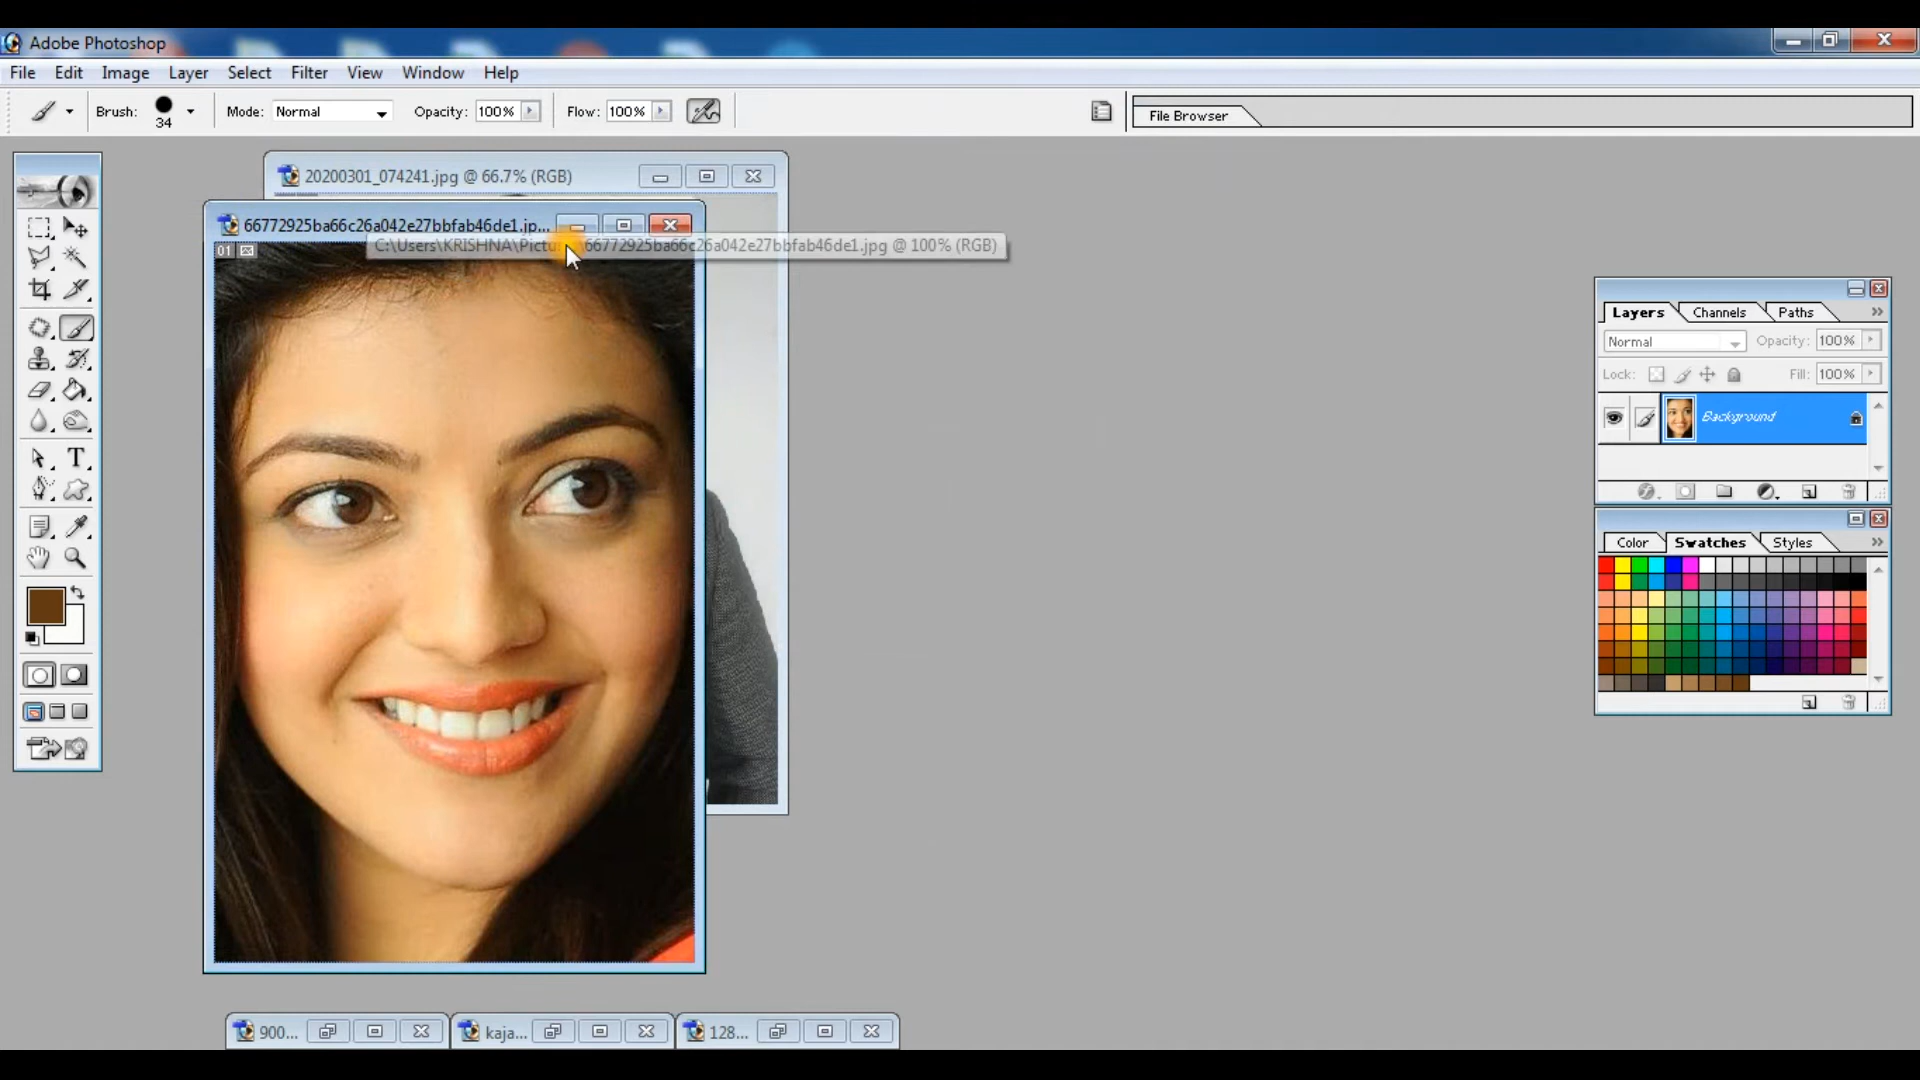 Adobe Photoshop
File Edit Image Layer Select Filter View Window Help
Brush: 34 Mode: Normal Opacity: 100% Flow: 100% File Browser
20200301_074241.jpg @ 66.7% (RGB)
66772925ba66c26a042e27bbfab46de1.jp...
C:\Users\KRISHNA\Pictu 66772925ba66c26a042e27bbfab46de1.jpg @ 100% (RGB)
01
Layers Channels Paths
Normal Opacity: 100%
Lock: Fill: 100%
Background
Color Swatches Styles
T
900... kaja... 128...